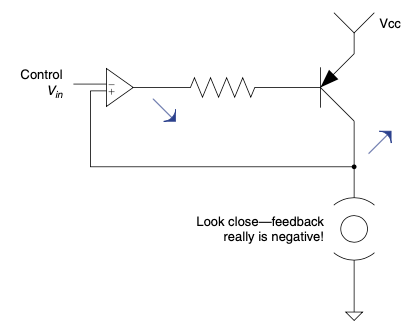 Vcc
Control
Vin
−
+
Look close—feedback
really is negative!